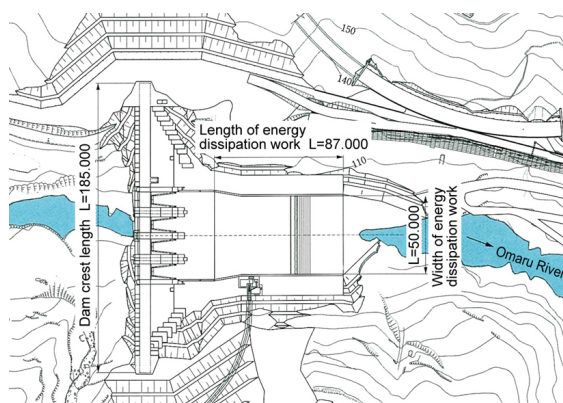 150
140
Length of energy
dissipation work L=87.000
110
Dam crest length L=185.000
L=50.000
Width of energy
dissipation work
Omaru River